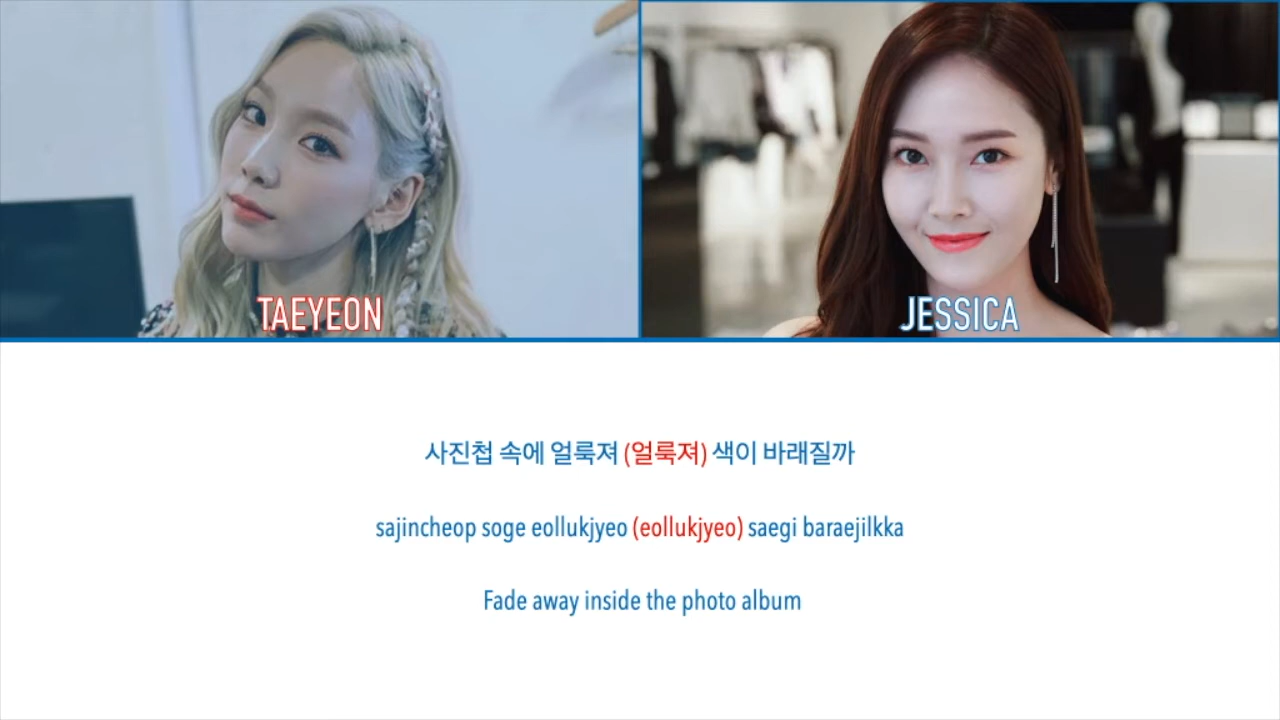 TAEYEON
JESSICA
사진첩 속에 얼룩져 (얼룩져) 색이 바래질까
sajincheop soge eollukjyeo (eollukjyeo) saegi baraejilkka
Fade away inside the photo album